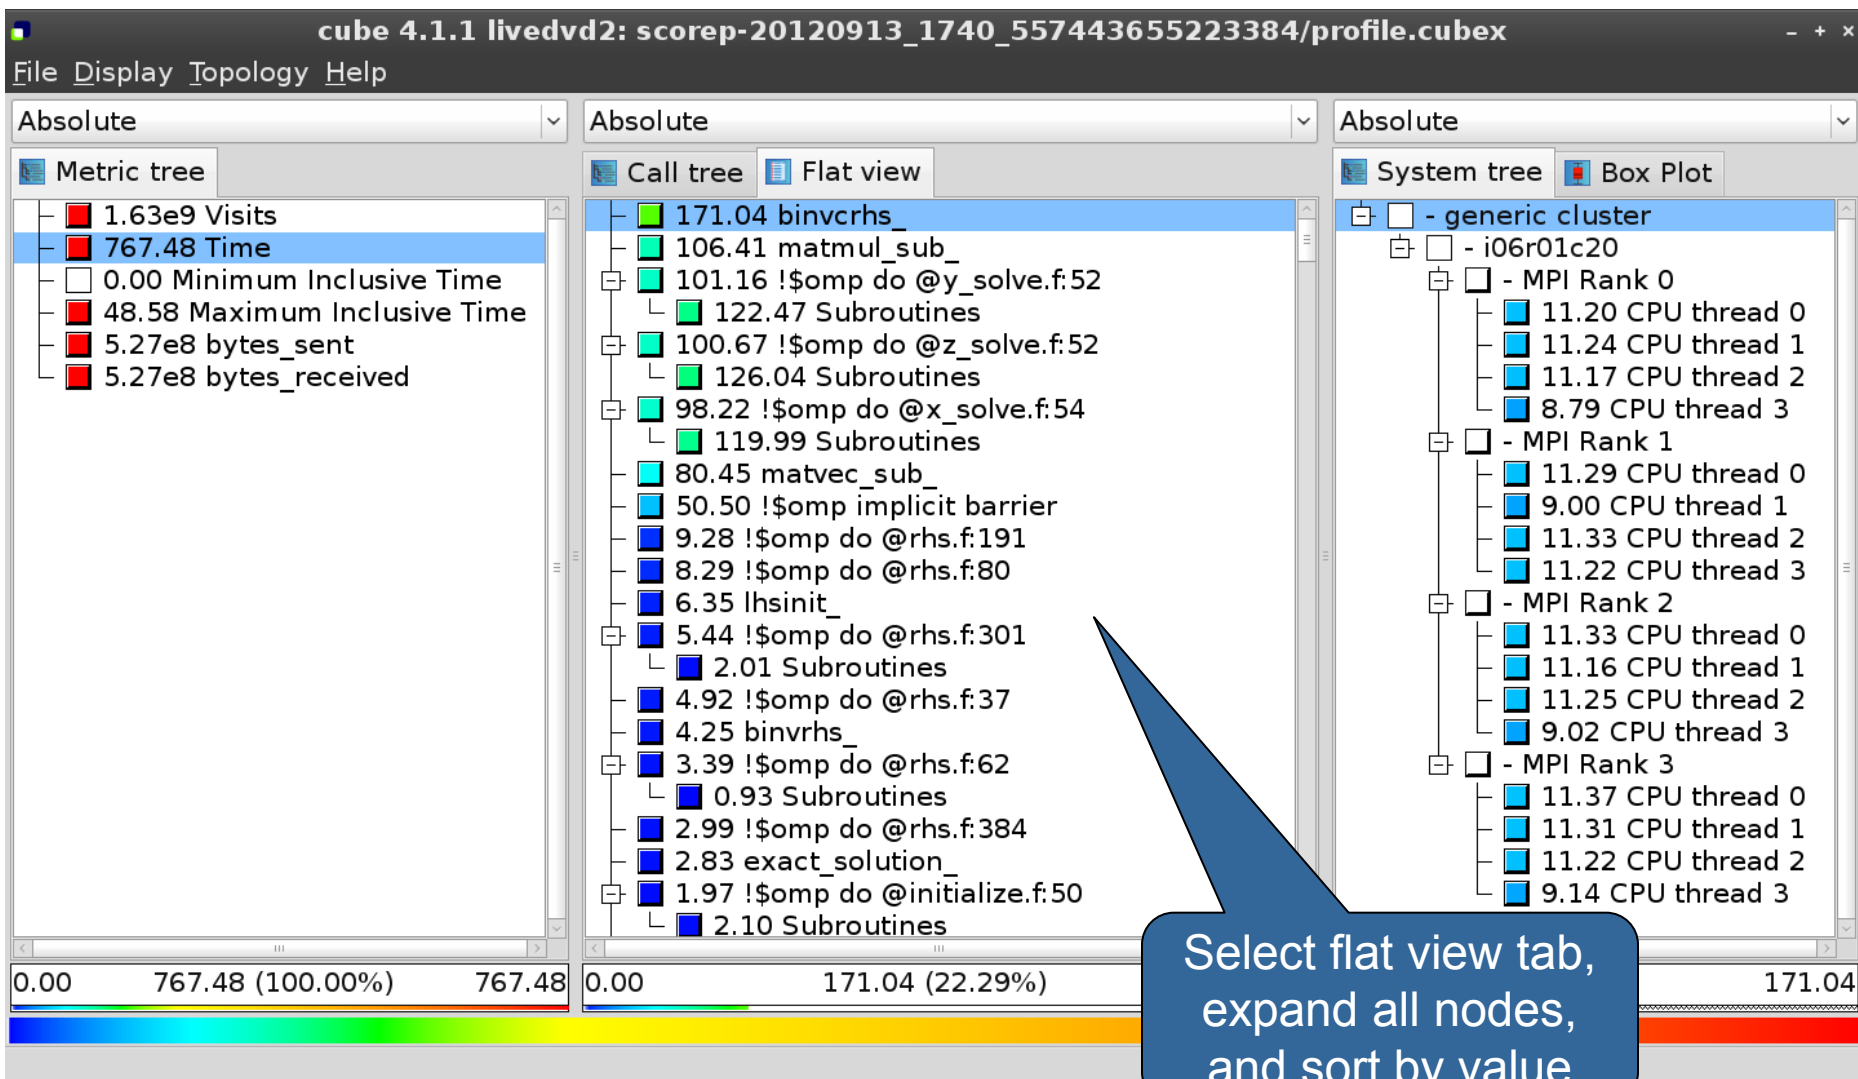 cube 4.1.1 livedvd2: scorep-20120913_1740_557443655223384/profile.cubex
File Display Topology Help
Absolute
Metric tree
1.63e9 Visits
767.48 Time
0.00 Minimum Inclusive Time
48.58 Maximum Inclusive Time
5.27e8 bytes_sent
5.27e8 bytes_received
0.00 767.48 (100.00%) 767.48
Absolute
Call tree Flat view
171.04 binvcrhs_
106.41 matmul_sub_
101.16 !$omp do @y_solve.f:52
122.47 Subroutines
100.67 !$omp do @z_solve.f:52
126.04 Subroutines
98.22 !$omp do @x_solve.f:54
119.99 Subroutines
80.45 matvec_sub_
50.50 !$omp implicit barrier
9.28 !$omp do @rhs.f:191
8.29 !$omp do @rhs.f:80
6.35 lhsinit_
5.44 !$omp do @rhs.f:301
2.01 Subroutines
4.92 !$omp do @rhs.f:37
4.25 binvrhs_
3.39 !$omp do @rhs.f:62
0.93 Subroutines
2.99 !$omp do @rhs.f:384
2.83 exact_solution_
1.97 !$omp do @initialize.f:50
2.10 Subroutines
0.00 171.04 (22.29%)
Absolute
System tree Box Plot
- generic cluster
- i06r01c20
- MPI Rank 0
11.20 CPU thread 0
11.24 CPU thread 1
11.17 CPU thread 2
8.79 CPU thread 3
- MPI Rank 1
11.29 CPU thread 0
9.00 CPU thread 1
11.33 CPU thread 2
11.22 CPU thread 3
- MPI Rank 2
11.33 CPU thread 0
11.16 CPU thread 1
11.25 CPU thread 2
9.02 CPU thread 3
- MPI Rank 3
11.37 CPU thread 0
11.31 CPU thread 1
11.22 CPU thread 2
9.14 CPU thread 3
171.04
Select flat view tab,
expand all nodes,
and sort by value